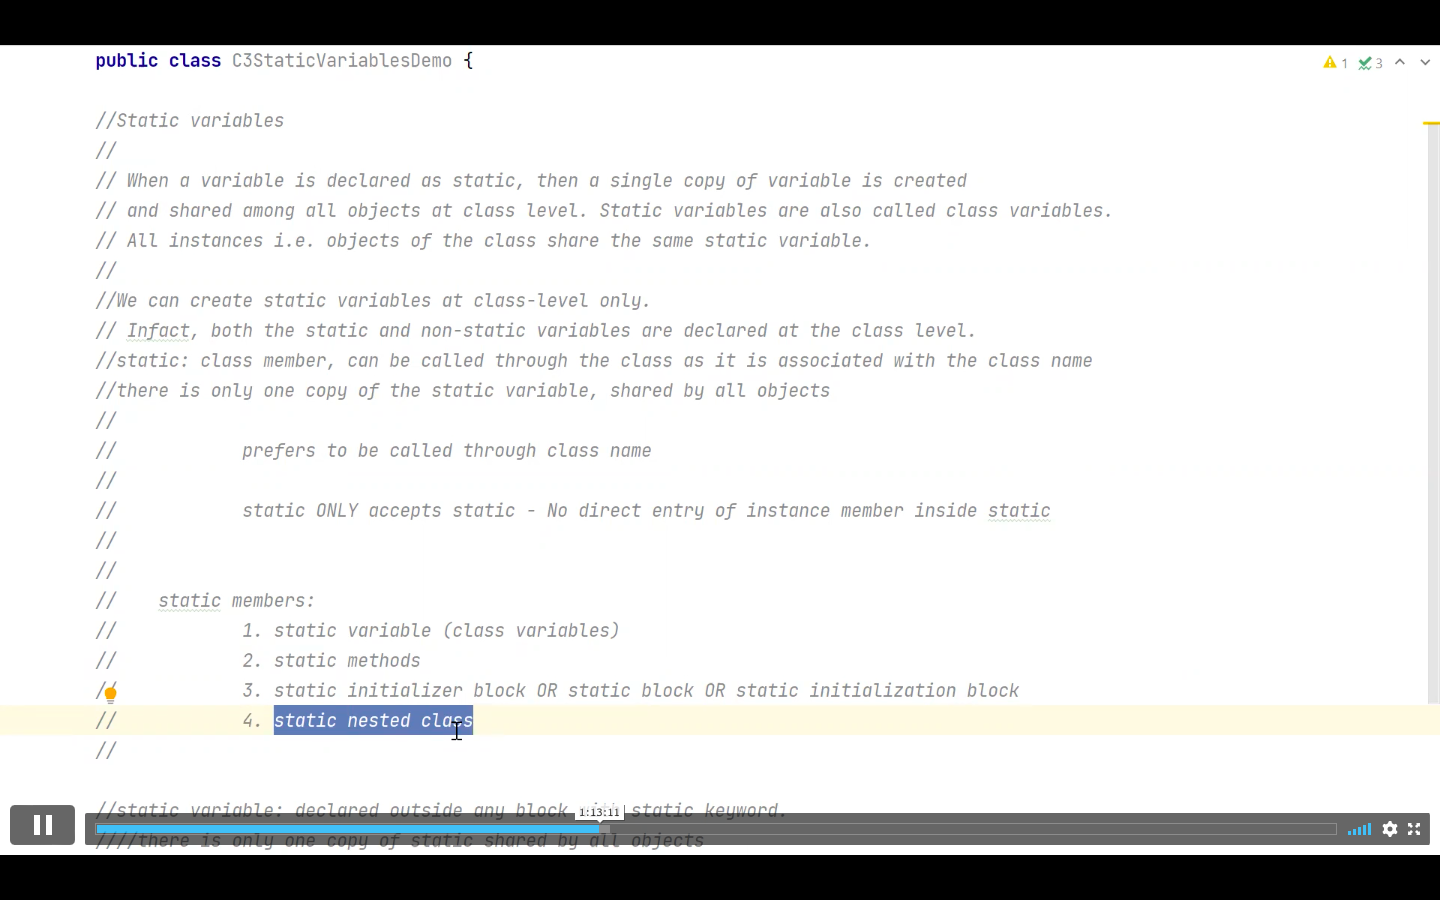 public class C3StaticVariablesDemo {
1 3
//Static variables
//
// When a variable is declared as static, then a single copy of variable is created
// and shared among all objects at class level. Static variables are also called class variables.
// All instances i.e. objects of the class share the same static variable.
//
//We can create static variables at class-level only.
// Infact, both the static and non-static variables are declared at the class level.
//static: class member, can be called through the class as it is associated with the class name
//there is only one copy of the static variable, shared by all objects
//
// prefers to be called through class name
//
// static ONLY accepts static - No direct entry of instance member inside static
//
//
// static members:
// 1. static variable (class variables)
// 2. static methods
// 3. static initializer block OR static block OR static initialization block
// 4. static nested class
//
//static variable: declared outside any block static keyword.
1:13:11
////there is only one copy of static shared by all objects